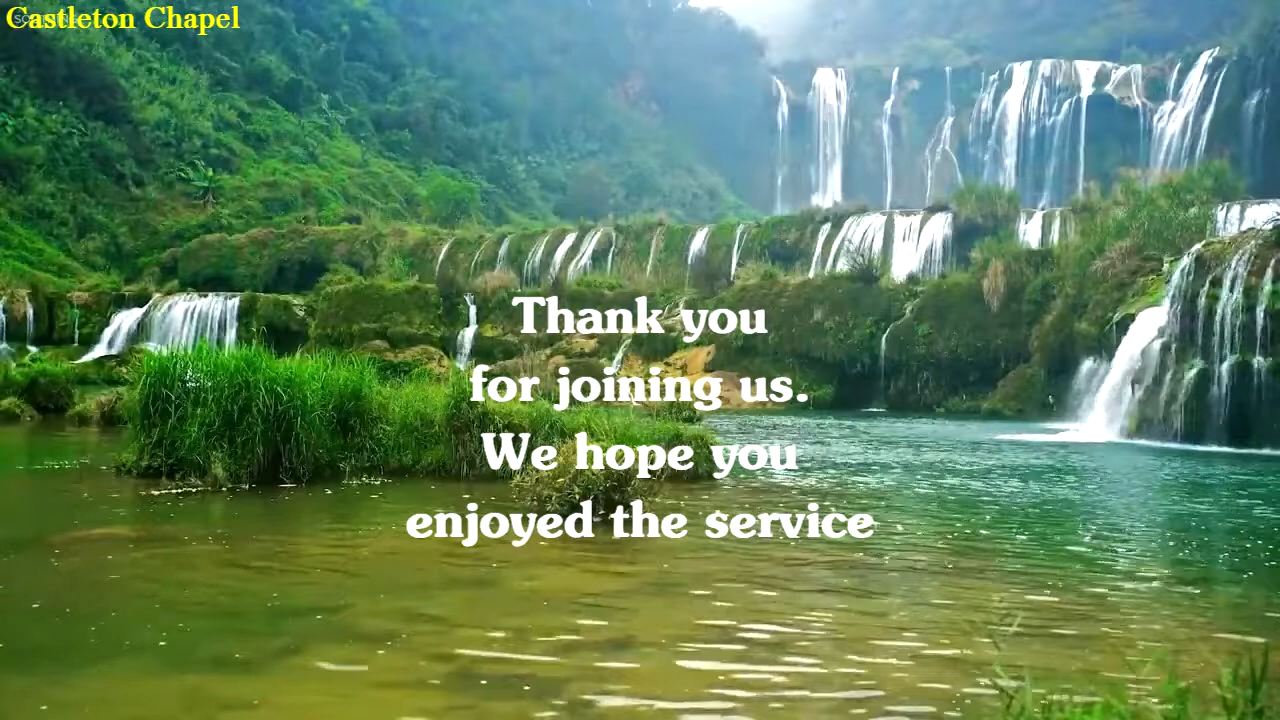 Castleton Chapel
Thank you
for joining us.
We hope you
enjoyed the service